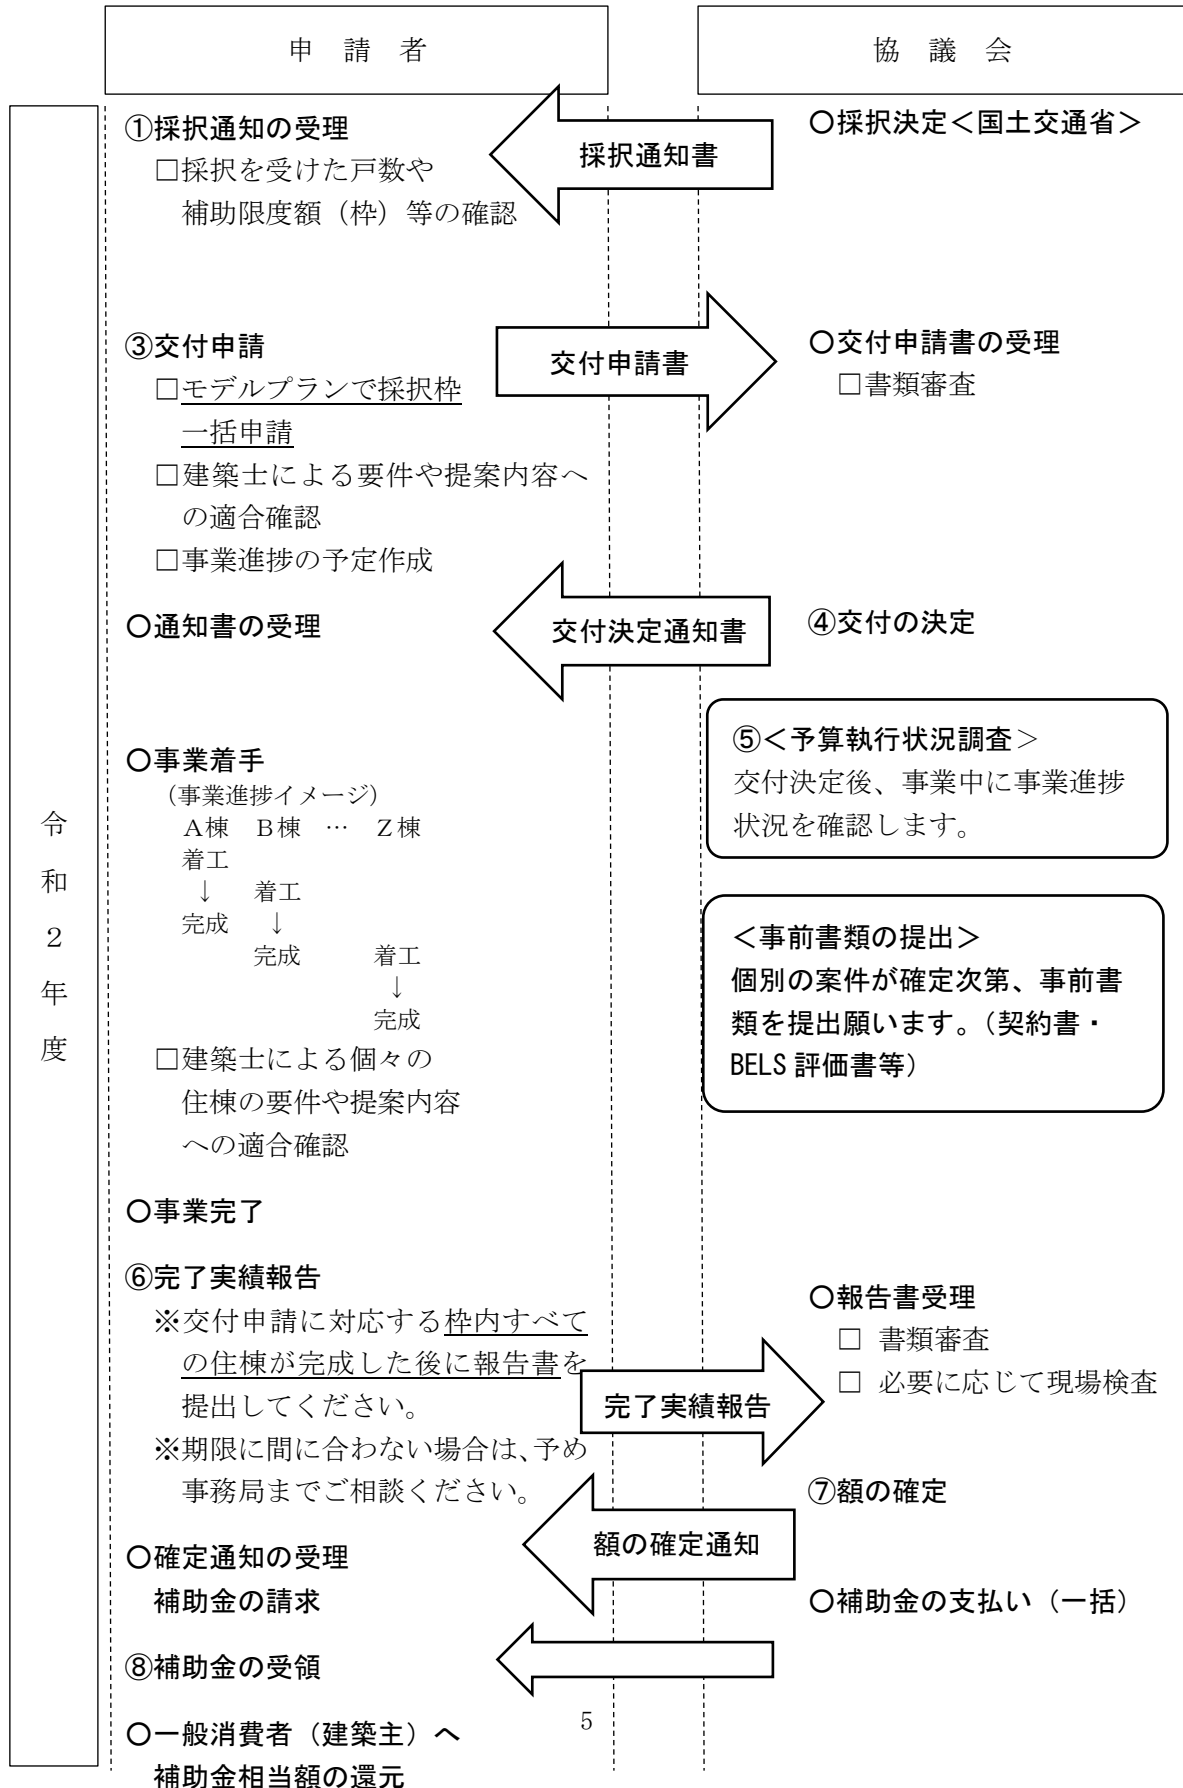 申　請　者
協　議　会
令
和
２
年
度
①採択通知の受理
□採択を受けた戸数や
補助限度額（枠）等の確認
採択通知書
〇採択決定＜国土交通省＞
③交付申請
□モデルプランで採択枠
一括申請
□建築士による要件や提案内容へ
の適合確認
□事業進捗の予定作成
交付申請書
〇交付申請書の受理
□書類審査
〇通知書の受理
交付決定通知書
④交付の決定
⑤＜予算執行状況調査＞
交付決定後、事業中に事業進捗
状況を確認します。
〇事業着手
（事業進捗イメージ）
Ａ棟　Ｂ棟　…　Ｚ棟
着工
↓　着工
完成　↓
完成　着工
↓
完成
□建築士による個々の
住棟の要件や提案内容
への適合確認
＜事前書類の提出＞
個別の案件が確定次第、事前書
類を提出願います。（契約書・
BELS 評価書等）
〇事業完了
⑥完了実績報告
※交付申請に対応する枠内すべて
の住棟が完成した後に報告書を
提出してください。
※期限に間に合わない場合は、予め
事務局までご相談ください。
完了実績報告
〇報告書受理
□ 書類審査
□ 必要に応じて現場検査
⑦額の確定
額の確定通知
〇確定通知の受理
補助金の請求
〇補助金の支払い（一括）
⑧補助金の受領
〇一般消費者（建築主）へ
補助金相当額の還元
5